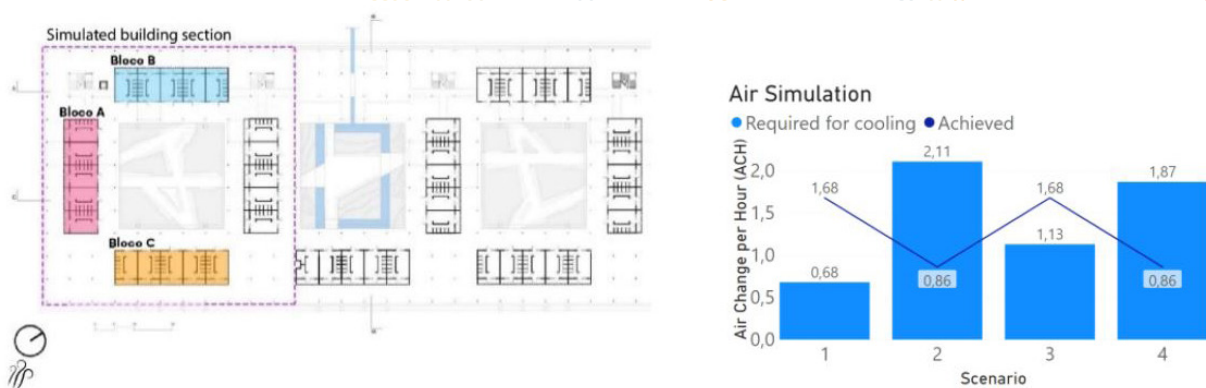 Simulated building section
Bloco B
Bloco A
Bloco C
Air Simulation
Required for cooling Achieved
Air Change per Hour (ACH)
2,0
1,5
1,0
0,5
0,0
1,68
0,68
2,11
0,86
1,68
1,13
1,87
0,86
1 2 3 4
Scenario